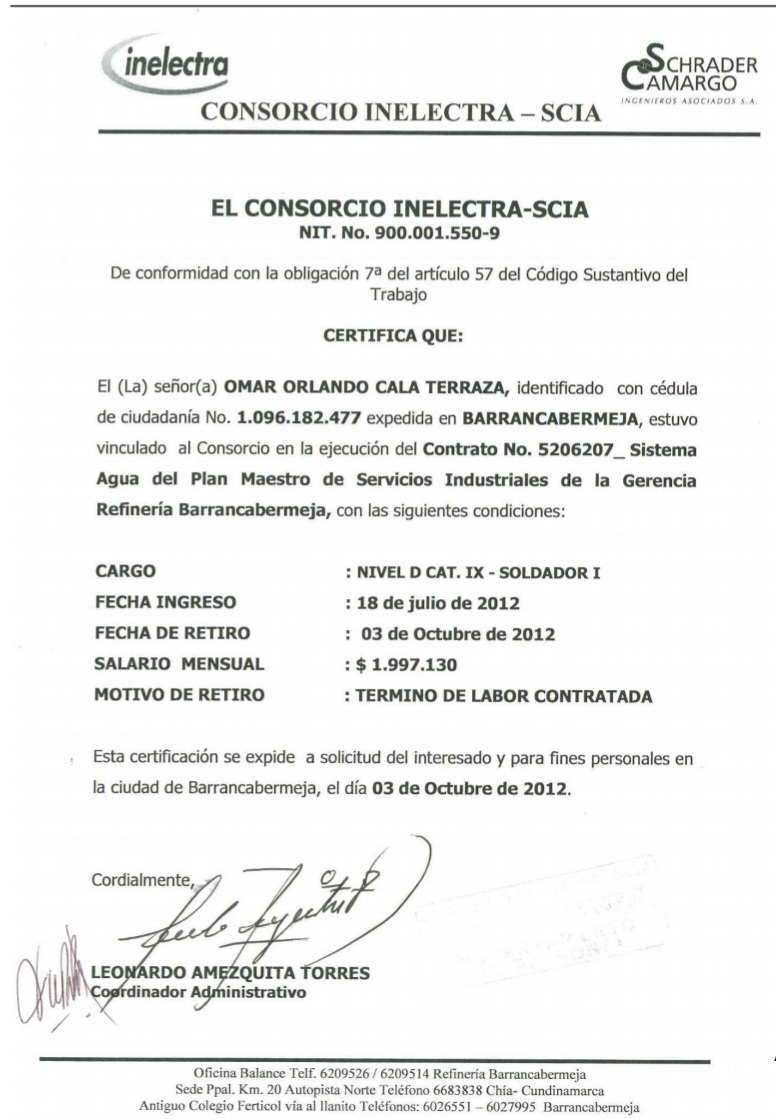 inelectra
SCHRADER
CAMARGO
INGENIEROS ASOCIADOS S.A.
CONSORCIO INELECTRA – SCIA
EL CONSORCIO INELECTRA-SCIA
NIT. No. 900.001.550-9
De conformidad con la obligación 7ª del artículo 57 del Código Sustantivo del
Trabajo
CERTIFICA QUE:
El (La) señor(a) OMAR ORLANDO CALA TERRAZA, identificado con cédula
de ciudadanía No. 1.096.182.477 expedida en BARRANCABERMEJA, estuvo
vinculado al Consorcio en la ejecución del Contrato No. 5206207_ Sistema
Agua del Plan Maestro de Servicios Industriales de la Gerencia
Refinería Barrancabermeja, con las siguientes condiciones:
CARGO : NIVEL D CAT. IX - SOLDADOR I
FECHA INGRESO : 18 de julio de 2012
FECHA DE RETIRO : 03 de Octubre de 2012
SALARIO MENSUAL : $ 1.997.130
MOTIVO DE RETIRO : TERMINO DE LABOR CONTRATADA
Esta certificación se expide a solicitud del interesado y para fines personales en
la ciudad de Barrancabermeja, el día 03 de Octubre de 2012.
Cordialmente,
LEONARDO AMEZQUITA TORRES
Coordinador Administrativo
Oficina Balance Telf. 6209526 / 6209514 Refinería Barrancabermeja
Sede Ppal. Km. 20 Autopista Norte Teléfono 6683838 Chía- Cundinamarca
Antiguo Colegio Ferticol vía al llanito Teléfonos: 6026551 – 6027995 Barrancabermeja